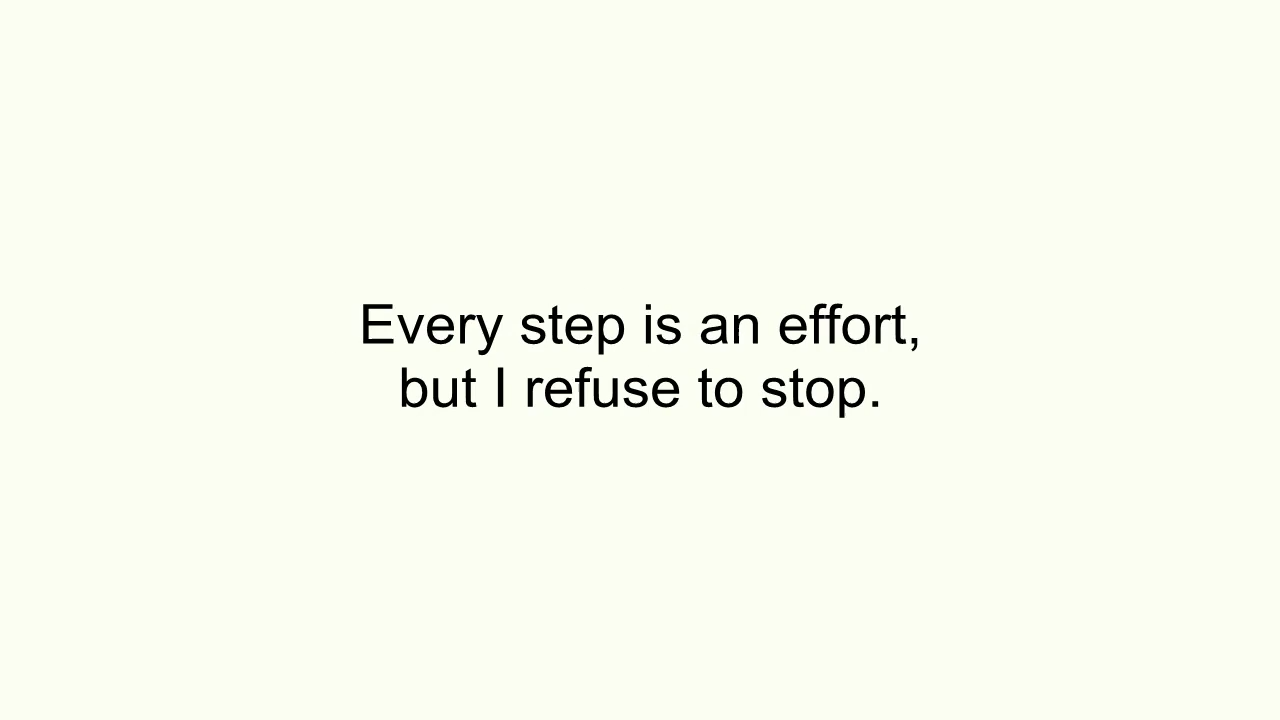 Every step is an effort,
but I refuse to stop.